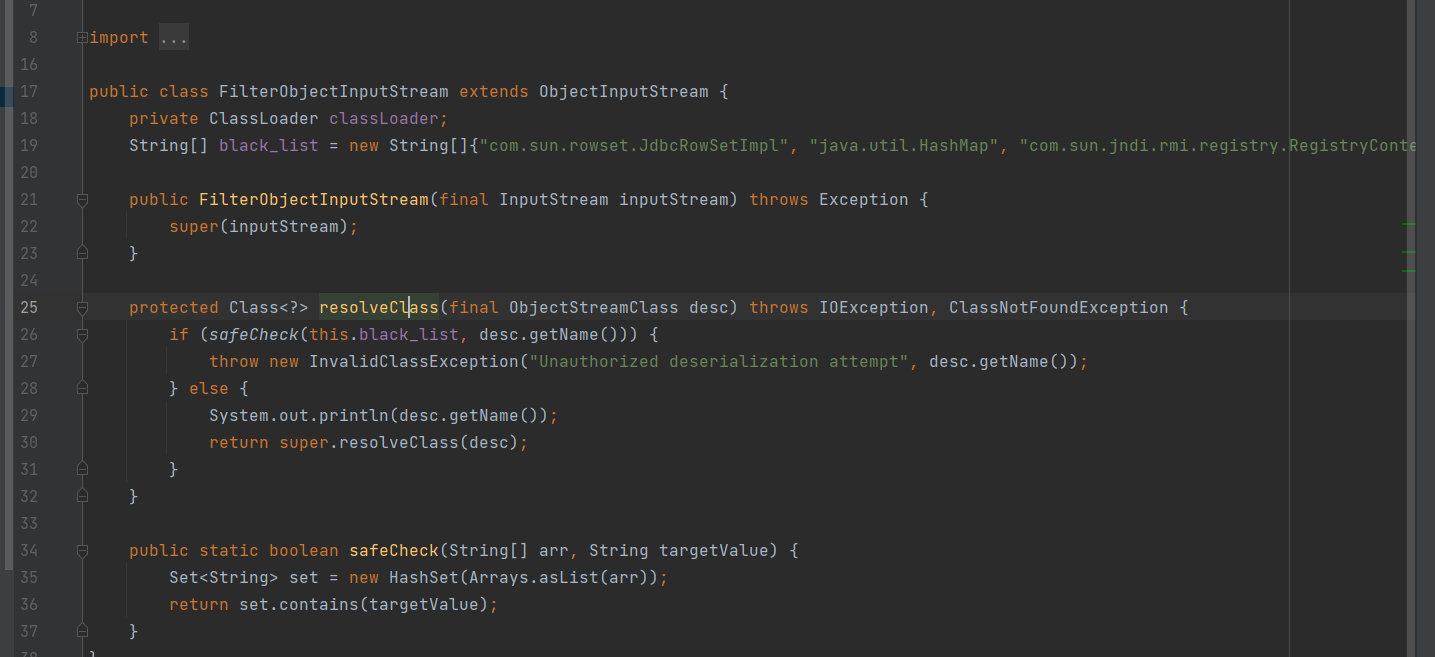 7
8 import ...
16
17 public class FilterObjectInputStream extends ObjectInputStream {
18 private ClassLoader classLoader;
19 String[] black_list = new String[]{"com.sun.rowset.JdbcRowSetImpl", "java.util.HashMap", "com.sun.jndi.rmi.registry.RegistryConte
20
21 public FilterObjectInputStream(final InputStream inputStream) throws Exception {
22 super(inputStream);
23 }
24
25 protected Class<?> resolveClass(final ObjectStreamClass desc) throws IOException, ClassNotFoundException {
26 if (safeCheck(this.black_list, desc.getName())) {
27 throw new InvalidClassException("Unauthorized deserialization attempt", desc.getName());
28 } else {
29 System.out.println(desc.getName());
30 return super.resolveClass(desc);
31 }
32 }
33
34 public static boolean safeCheck(String[] arr, String targetValue) {
35 Set<String> set = new HashSet(Arrays.asList(arr));
36 return set.contains(targetValue);
37 }
38 }